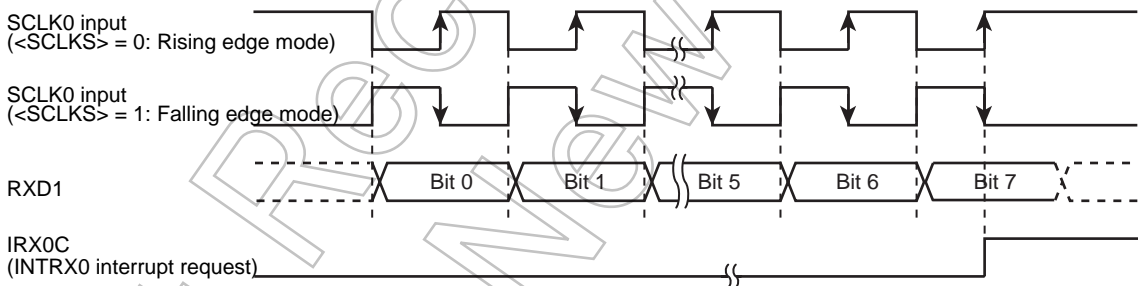 SCLK0 input
(<SCLKS> = 0: Rising edge mode)
SCLK0 input
(<SCLKS> = 1: Falling edge mode)
RXD1
Bit 0 Bit 1 Bit 5 Bit 6 Bit 7
IRX0C
(INTRX0 interrupt request)
New